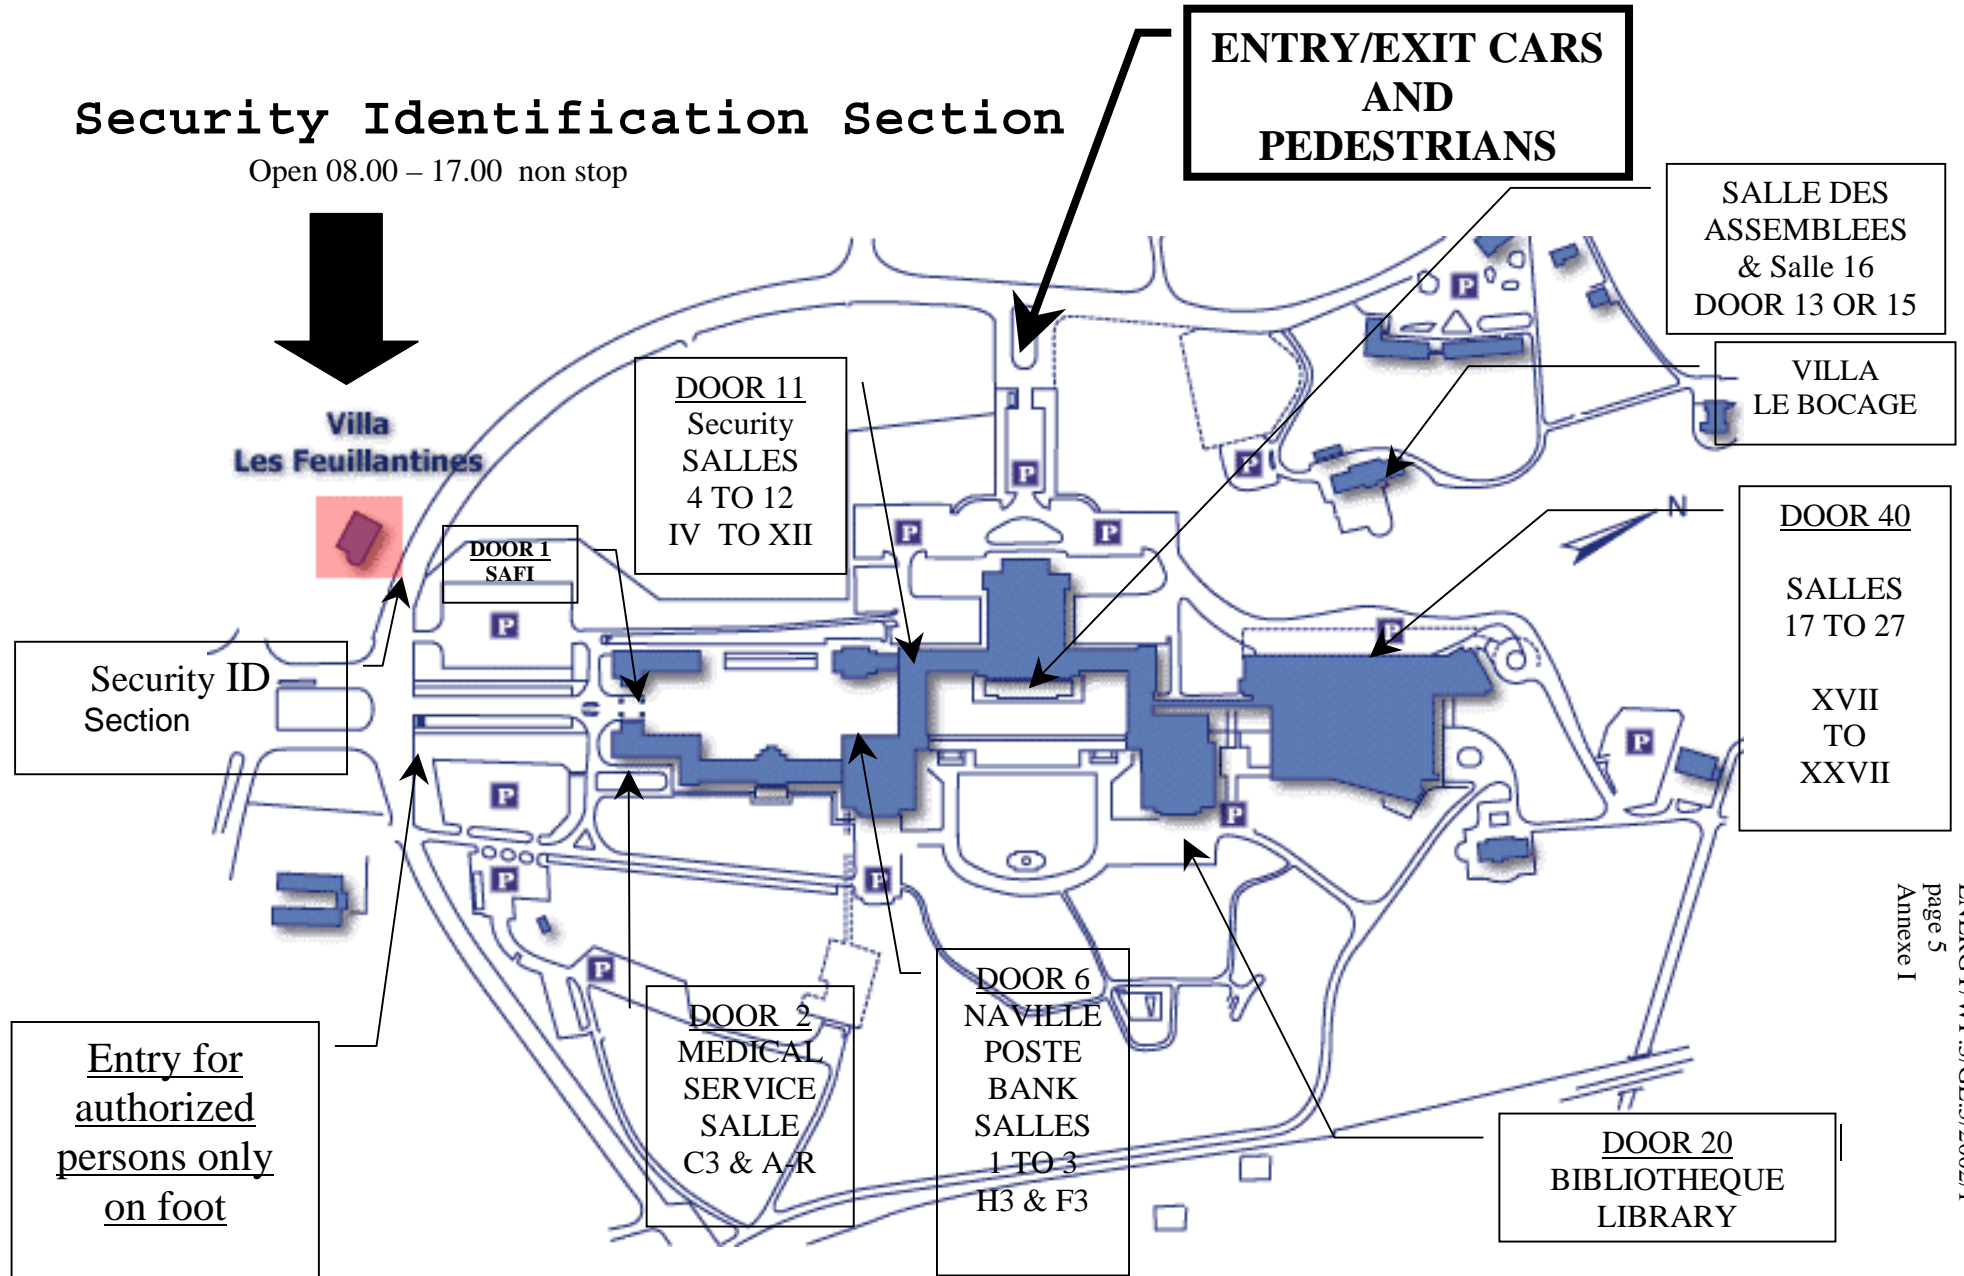 ENTRY/EXIT CARS
AND
PEDESTRIANS
Security Identification Section
Open 08.00 – 17.00 non stop
SALLE DES
ASSEMBLEES
& Salle 16
DOOR 13 OR 15
VILLA
LE BOCAGE
DOOR 11
Security
SALLES
4 TO 12
IV TO XII
Villa
Les Feuillantines
DOOR 1
SAFI
P
P
P
P
P
P
P
P
P
P
P
P
P
N
DOOR 40
SALLES
17 TO 27
XVII
TO
XXVII
Security ID
Section
Entry for
authorized
persons only
on foot
DOOR 2
MEDICAL
SERVICE
SALLE
C3 & A-R
DOOR 6
NAVILLE
POSTE
BANK
SALLES
1 TO 3
H3 & F3
DOOR 20
BIBLIOTHEQUE
LIBRARY
page 5
Annexe I